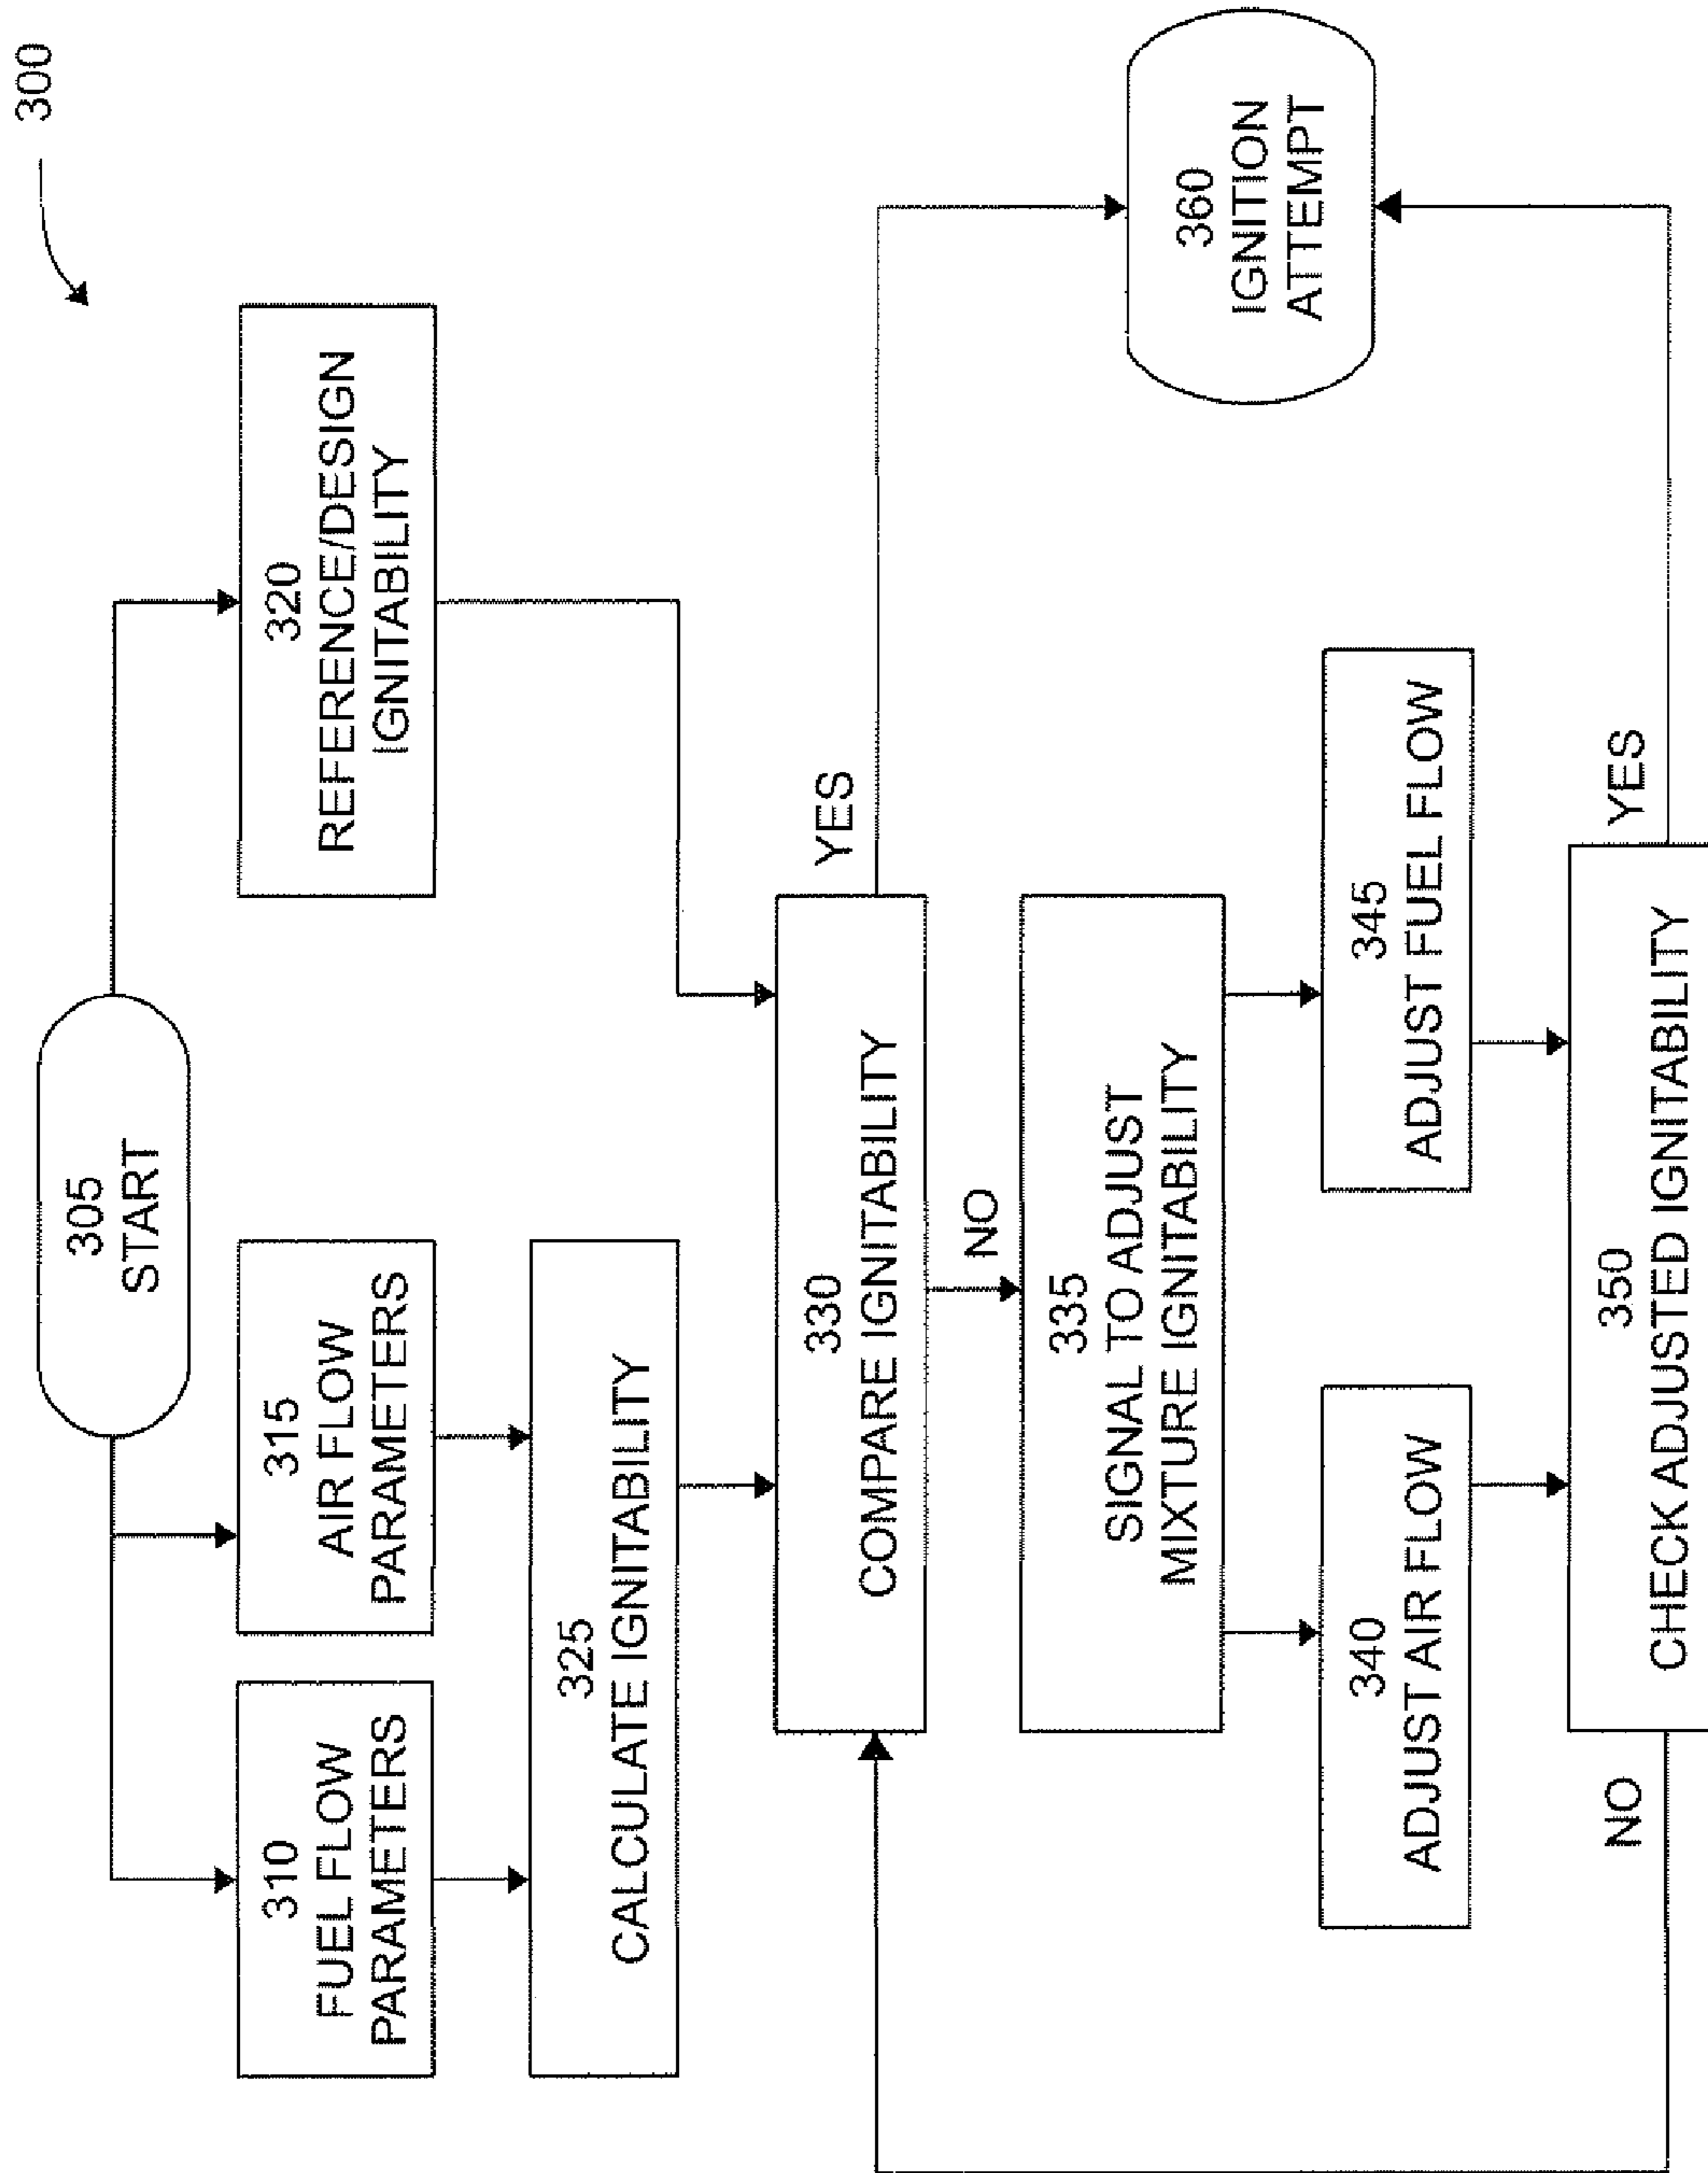 300
305
START
310
FUEL FLOW
PARAMETERS
315
AIR FLOW
PARAMETERS
320
REFERENCE/DESIGN
IGNITABILITY
325
CALCULATE IGNITABILITY
330
COMPARE IGNITABILITY
YES
NO
335
SIGNAL TO ADJUST
MIXTURE IGNITABILITY
340
ADJUST AIR FLOW
345
ADJUST FUEL FLOW
350
CHECK ADJUSTED IGNITABILITY
NO
YES
360
IGNITION
ATTEMPT